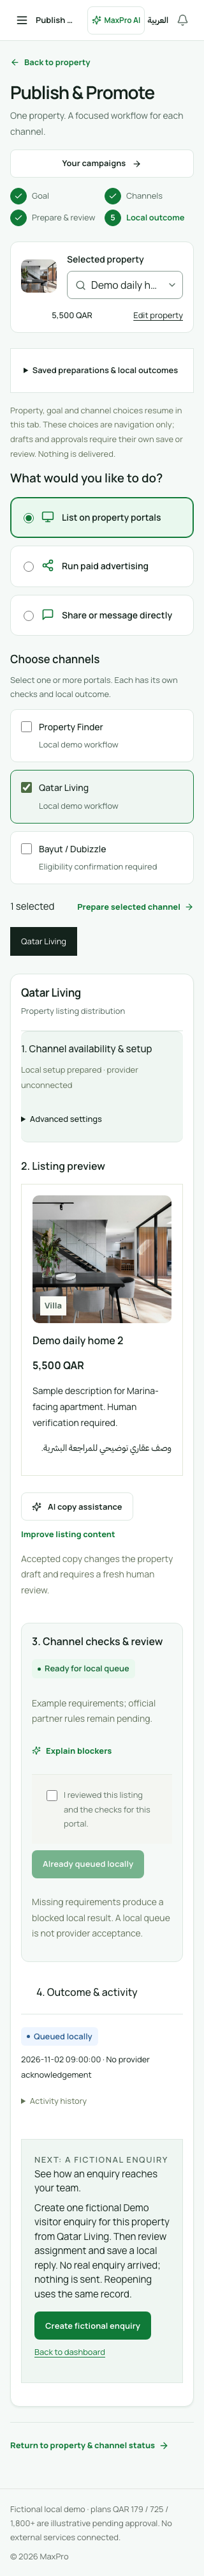 Publish ...
MaxPro AI
العربية
Back to property
Publish & Promote
One property. A focused workflow for each
channel.
Your campaigns
Goal
Channels
Prepare & review
5
Local outcome
Selected property
Demo daily h...
5,500 QAR
Edit property
Saved preparations & local outcomes
Property, goal and channel choices resume in
this tab. These choices are navigation only;
drafts and approvals require their own save or
review. Nothing is delivered.
What would you like to do?
List on property portals
Run paid advertising
Share or message directly
Choose channels
Select one or more portals. Each has its own
checks and local outcome.
Property Finder
Local demo workflow
Qatar Living
Local demo workflow
Bayut / Dubizzle
Eligibility confirmation required
1 selected
Prepare selected channel
Qatar Living
Qatar Living
Property listing distribution
1. Channel availability & setup
Local setup prepared · provider
unconnected
Advanced settings
2. Listing preview
Villa
Demo daily home 2
5,500 QAR
Sample description for Marina-
facing apartment. Human
verification required.
وصف عقاري توضيحي للمراجعة البشرية.
AI copy assistance
Improve listing content
Accepted copy changes the property
draft and requires a fresh human
review.
3. Channel checks & review
Ready for local queue
Example requirements; official
partner rules remain pending.
Explain blockers
I reviewed this listing
and the checks for this
portal.
Already queued locally
Missing requirements produce a
blocked local result. A local queue
is not provider acceptance.
4. Outcome & activity
Queued locally
2026-11-02 09:00:00 · No provider
acknowledgement
Activity history
NEXT: A FICTIONAL ENQUIRY
See how an enquiry reaches
your team.
Create one fictional Demo
visitor enquiry for this property
from Qatar Living. Then review
assignment and save a local
reply. No real enquiry arrived;
nothing is sent. Reopening
uses the same record.
Create fictional enquiry
Back to dashboard
Return to property & channel status
Fictional local demo · plans QAR 179 / 725 /
1,800+ are illustrative pending approval. No
external services connected.
© 2026 MaxPro